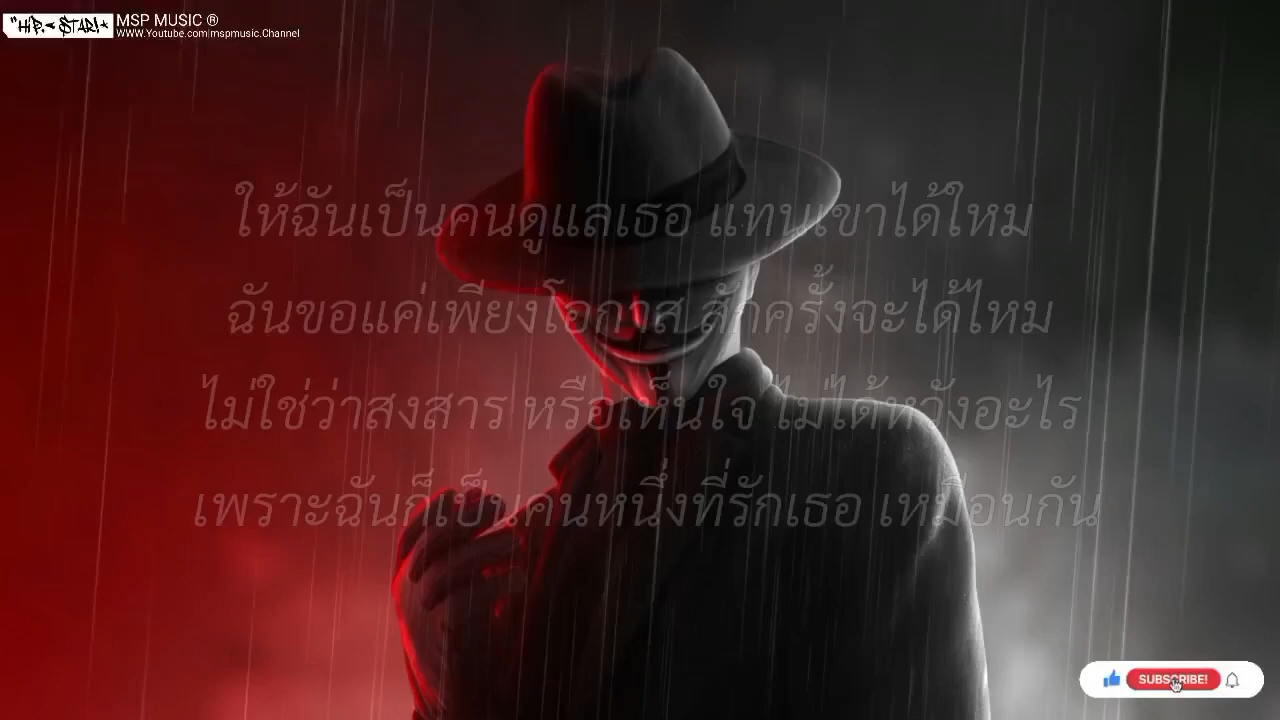 "HIP.< STAR!*
MSP MUSIC ®
WWW.Youtube.com|mspmusic.Channel
ให้ฉันเป็นคนดูแลเธอ แทนเขาได้ใหม
ฉันขอแค่เพียงโอกาส สักครั้งจะได้ไหม
ไม่ใช่ว่าสงสาร หรือเห็นใจ ไม่ได้หวังอะไร
เพราะฉันก็เป็นคนหนึ่งที่รักเธอ เหมือนกัน
SUBSCRIBE!